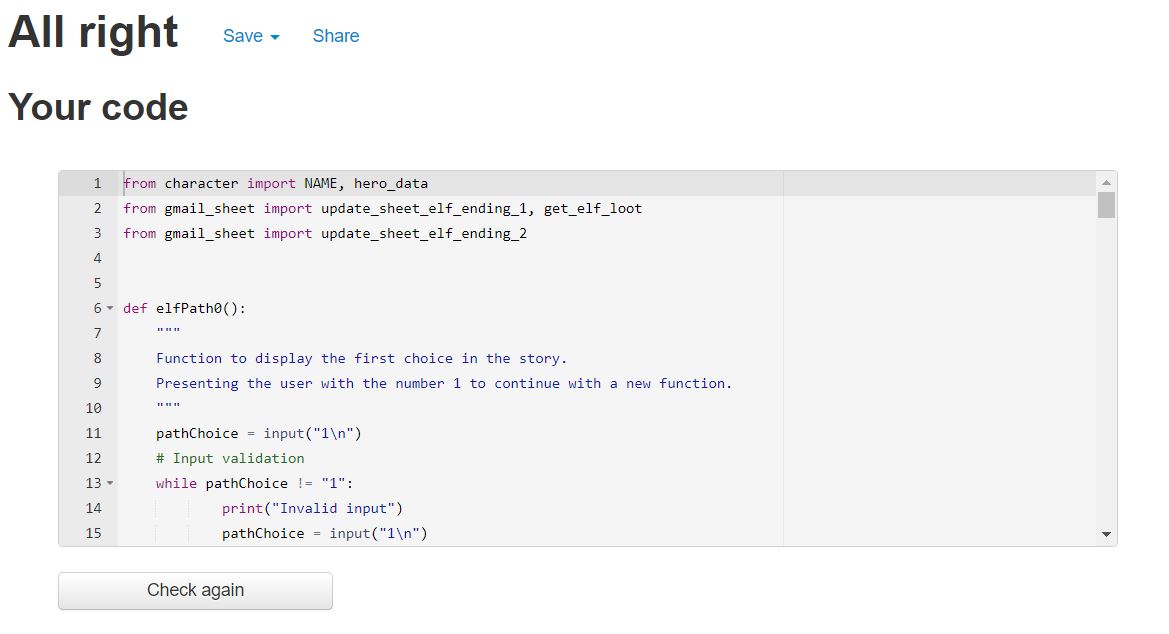 All right Save Share
Your code
1 from character import NAME, hero_data
2 from gmail_sheet import update_sheet_elf_ending_1, get_elf_loot
3 from gmail_sheet import update_sheet_elf_ending_2
4
5
6 def elfPath0():
7     """
8     Function to display the first choice in the story.
9     Presenting the user with the number 1 to continue with a new function.
10     """
11     pathChoice = input("1\n")
12     # Input validation
13     while pathChoice != "1":
14             print("Invalid input")
15             pathChoice = input("1\n")
Check again